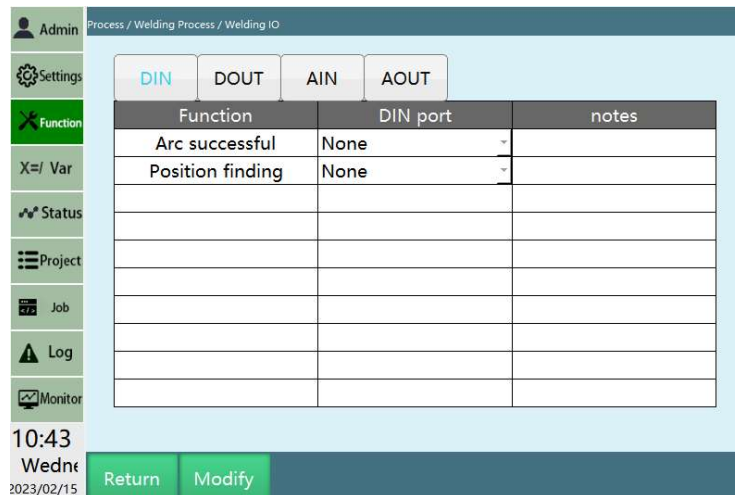 Admin
Process / Welding Process / Welding IO
Settings
DIN DOUT AIN AOUT
Function
Function DIN port notes
Arc successful None
Position finding None
X=/ Var
Status
Project
Job
Log
Monitor
10:43
Wedne
2023/02/15
Return Modify